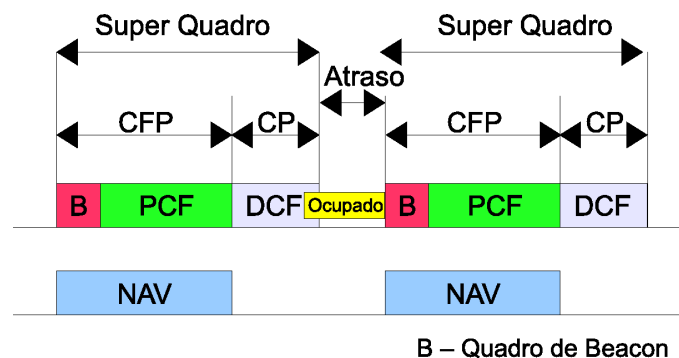 Super Quadro Super Quadro
Atraso
CFP CP CFP CP
B PCF DCF Ocupado B PCF DCF
NAV NAV
B – Quadro de Beacon